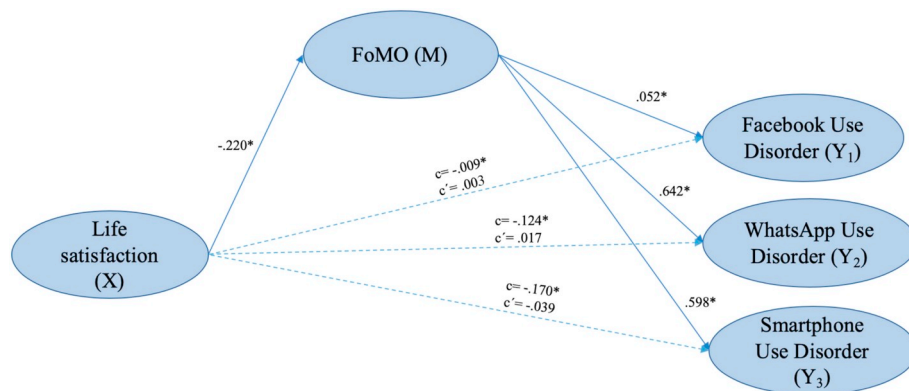 FoMO (M)
.052*
Facebook Use
Disorder (Y₁)
-.220*
c= -.009*
c´= .003
.642*
Life
satisfaction
(X)
c= -.124*
c´= .017
WhatsApp Use
Disorder (Y₂)
c= -.170*
c´= -.039
.598*
Smartphone
Use Disorder
(Y₃)